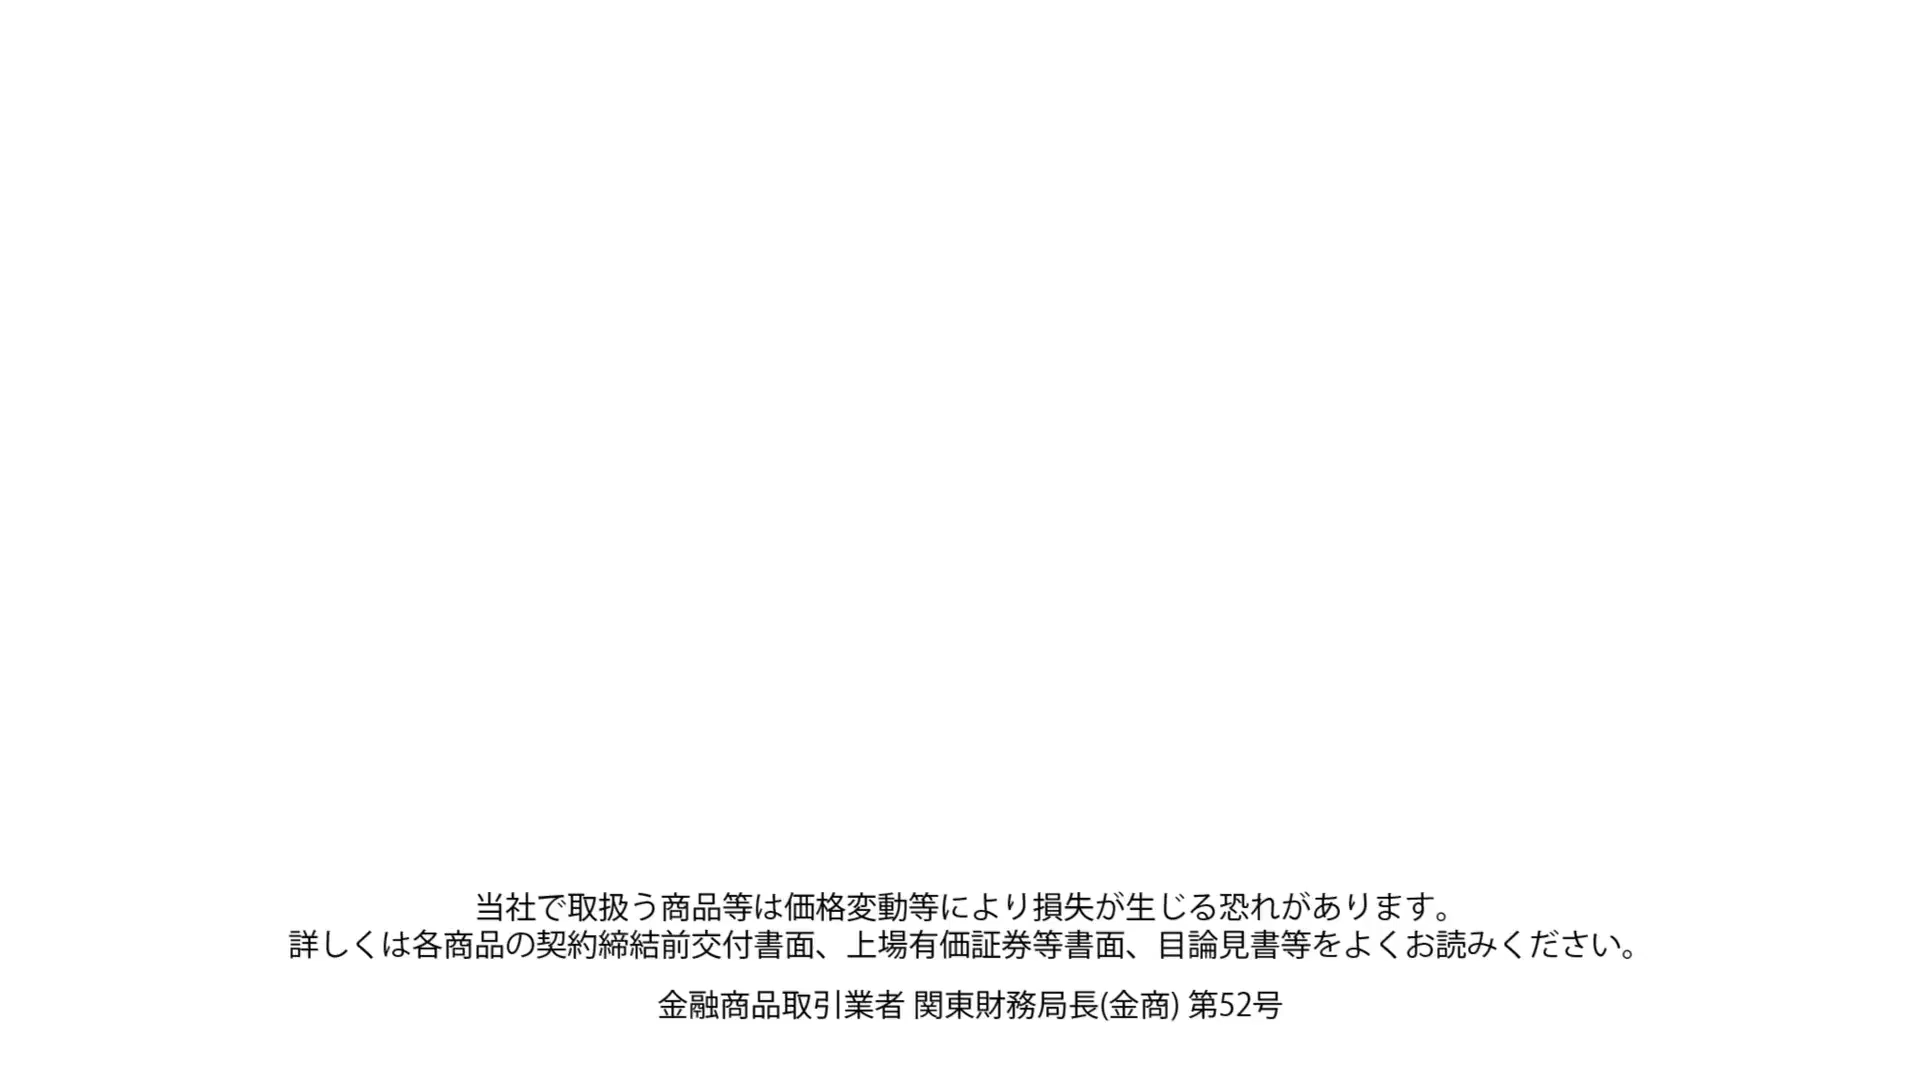 当社で取扱う商品等は価格変動等により損失が生じる恐れがあります。
詳しくは各商品の契約締結前交付書面、上場有価証券等書面、目論見書等をよくお読みください。
金融商品取引業者 関東財務局長(金商) 第52号